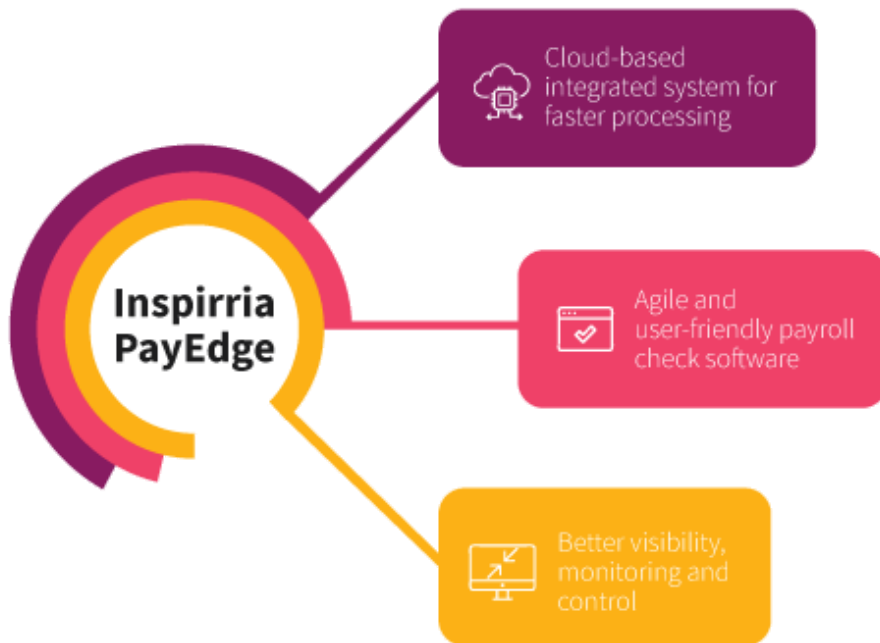 Cloud-based
integrated system for
faster processing
Inspirria
PayEdge
Agile and
user-friendly payroll
check software
Better visibility,
monitoring and
control